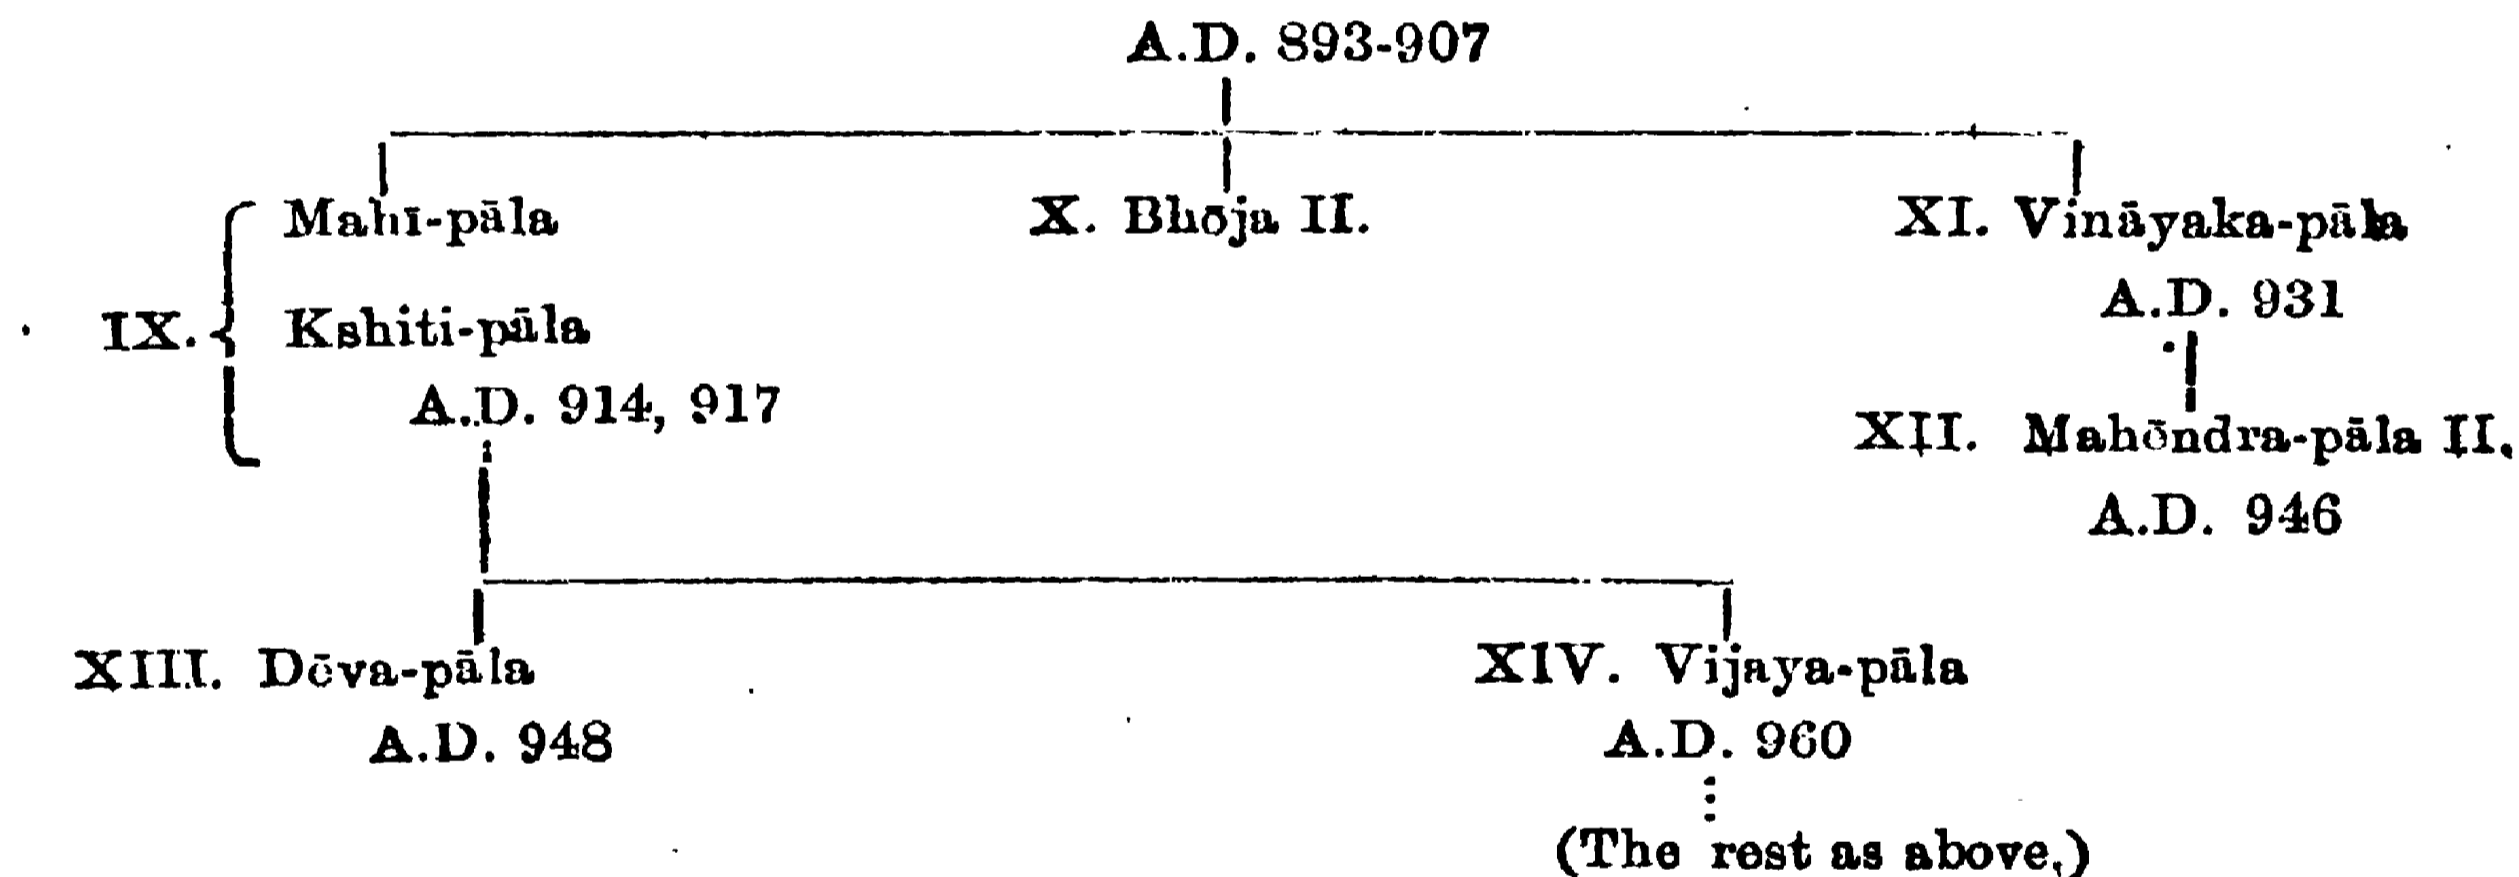 A.D. 893-907
Mahī-pāla X. Bhoja II. XI. Vināyaka-pāla
A.D. 931
IX. Kshiti-pāla
A.D. 914, 917
XII. Mahēndra-pāla II.
A.D. 946
XIII. Dēva-pāla XIV. Vijaya-pāla
A.D. 948 A.D. 960
(The rest as above.)